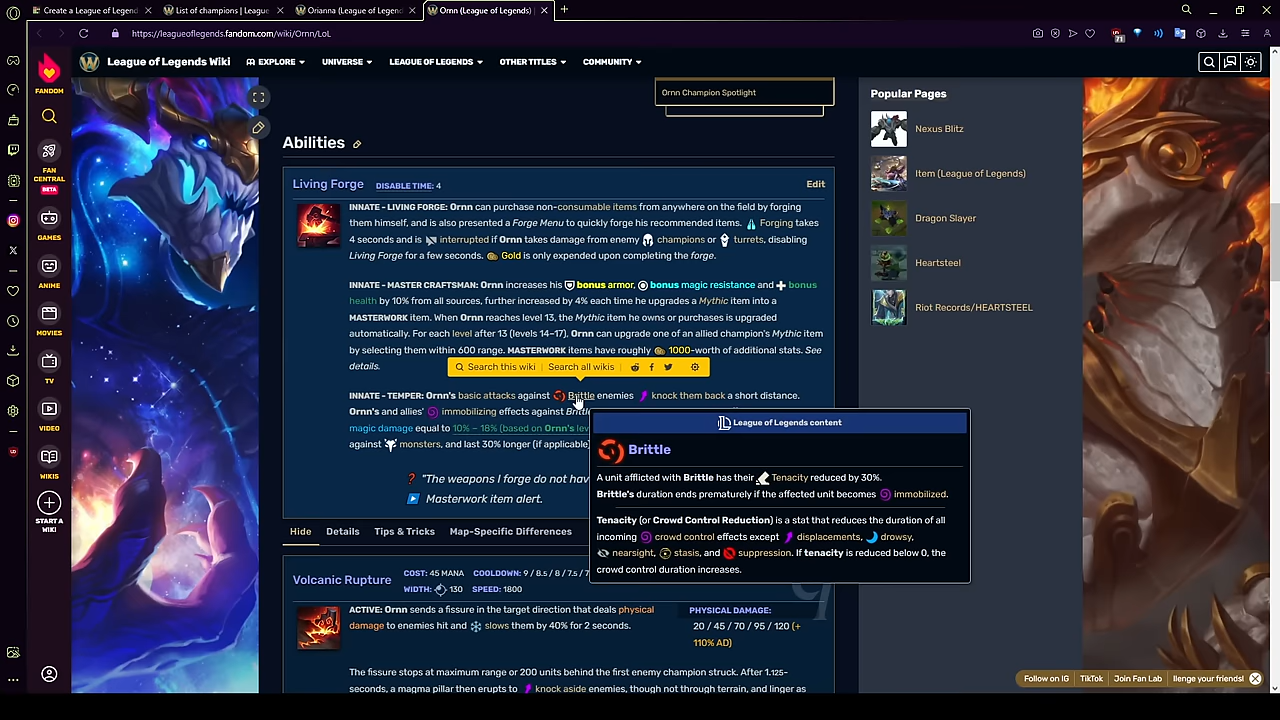 Create a League of Legend
List of champions | League
Orianna (League of Legend
Ornn (League of Legends)
https://leagueoflegends.fandom.com/wiki/Ornn/LoL
71
FANDOM
League of Legends Wiki
EXPLORE
UNIVERSE
LEAGUE OF LEGENDS
OTHER TITLES
COMMUNITY
FAN CENTRAL
BETA
GAMES
ANIME
MOVIES
TV
VIDEO
WIKIS
START A WIKI
Ornn Champion Spotlight
Abilities
Living Forge
DISABLE TIME: 4
Edit
INNATE - LIVING FORGE: Ornn can purchase non-consumable items from anywhere on the field by forging
them himself, and is also presented a Forge Menu to quickly forge his recommended items. Forging takes
4 seconds and is interrupted if Ornn takes damage from enemy champions or turrets, disabling
Living Forge for a few seconds. Gold is only expended upon completing the forge.
INNATE - MASTER CRAFTSMAN: Ornn increases his bonus armor, bonus magic resistance and bonus
health by 10% from all sources, further increased by 4% each time he upgrades a Mythic item into a
MASTERWORK item. When Ornn reaches level 13, the Mythic item he owns or purchases is upgraded
automatically. For each level after 13 (levels 14–17), Ornn can upgrade one of an allied champion's Mythic item
by selecting them within 600 range. MASTERWORK items have roughly 1000-worth of additional stats. See
details.
Search this wiki
Search all wikis
INNATE - TEMPER: Ornn's basic attacks against Brittle enemies knock them back a short distance.
Ornn's and allies' immobilizing effects against Brittl
magic damage equal to 10% – 18% (based on Ornn's lev
against monsters, and last 30% longer (if applicable)
"The weapons I forge do not hav
Masterwork item alert.
Hide
Details
Tips & Tricks
Map-Specific Differences
League of Legends content
Brittle
A unit afflicted with Brittle has their Tenacity reduced by 30%.
Brittle's duration ends prematurely if the affected unit becomes immobilized.
Tenacity (or Crowd Control Reduction) is a stat that reduces the duration of all
incoming crowd control effects except displacements, drowsy,
nearsight, stasis, and suppression. If tenacity is reduced below 0, the
crowd control duration increases.
Volcanic Rupture
COST: 45 MANA
COOLDOWN: 9 / 8.5 / 8 / 7.5 / 7
WIDTH: 130
SPEED: 1800
q
ACTIVE: Ornn sends a fissure in the target direction that deals physical
damage to enemies hit and slows them by 40% for 2 seconds.
PHYSICAL DAMAGE:
20 / 45 / 70 / 95 / 120 (+
110% AD)
The fissure stops at maximum range or 200 units behind the first enemy champion struck. After 1.125-
seconds, a magma pillar then erupts to knock aside enemies, though not through terrain, and linger as
Popular Pages
Nexus Blitz
Item (League of Legends)
Dragon Slayer
Heartsteel
Riot Records/HEARTSTEEL
Follow on IG
TikTok
Join Fan Lab
llenge your friends!